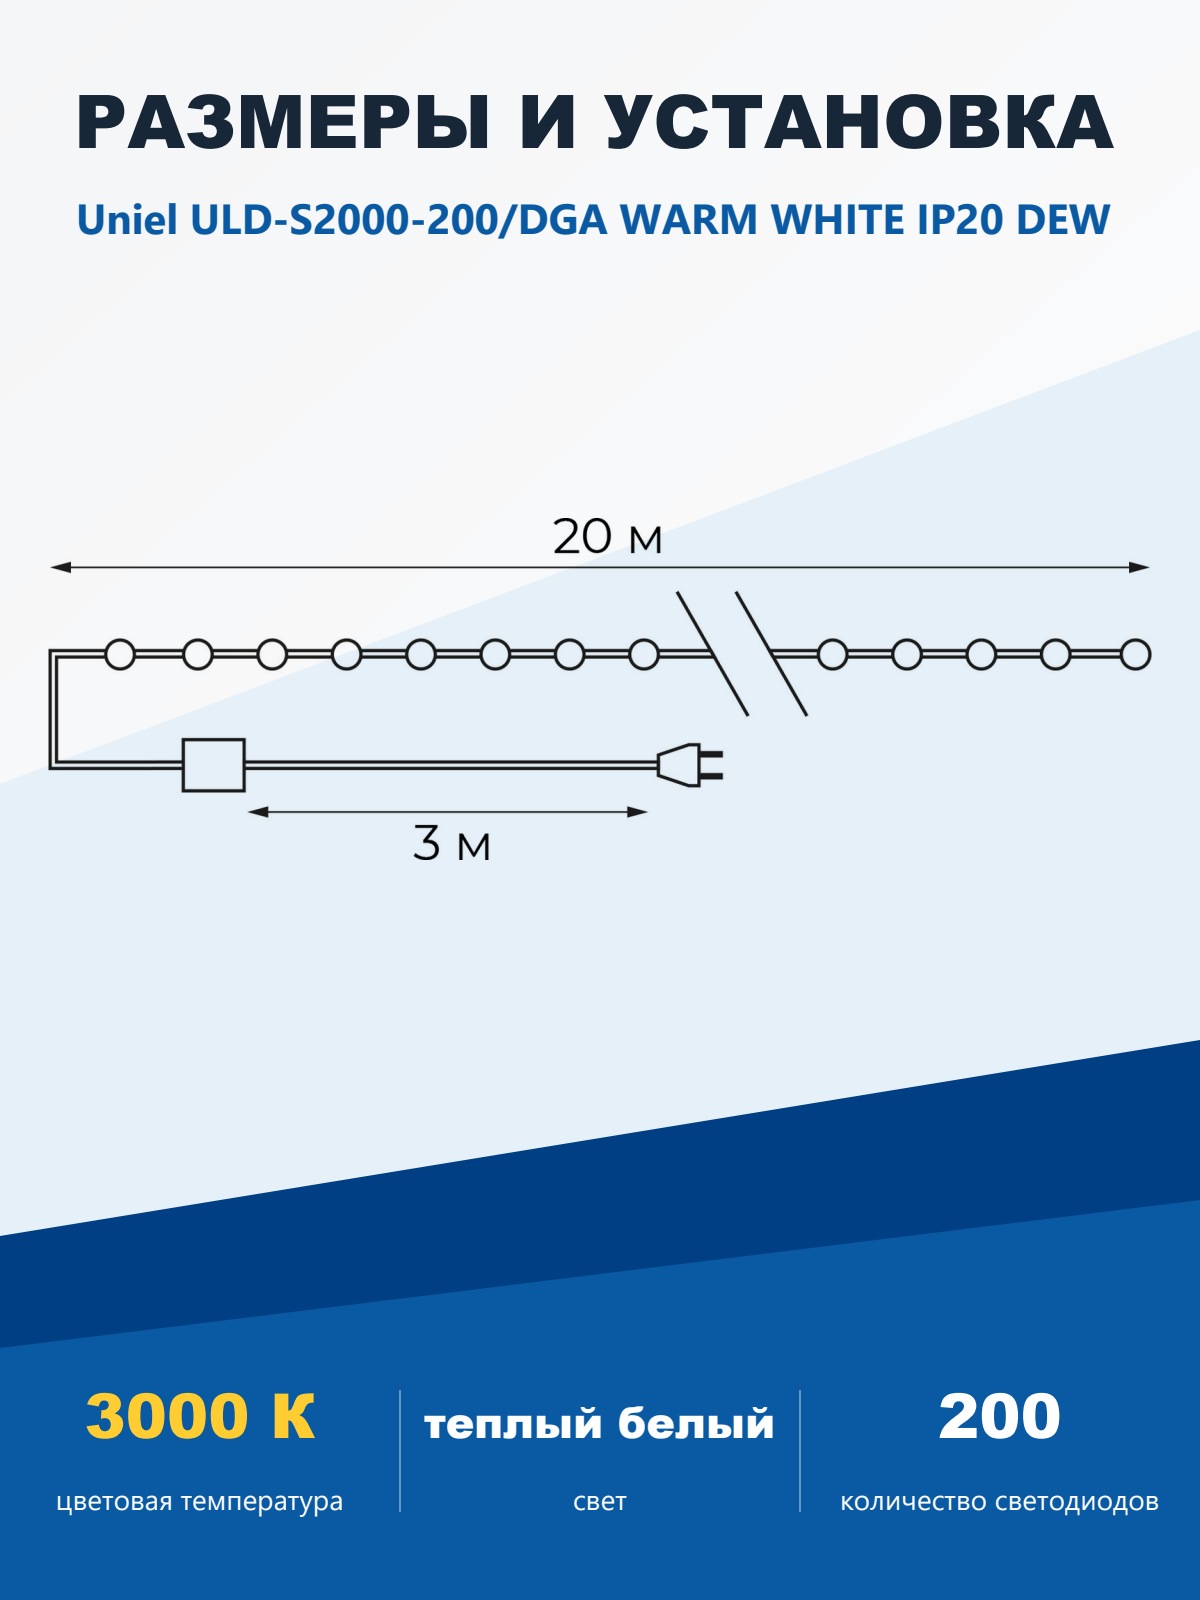 РАЗМЕРЫ И УСТАНОВКА
Uniel ULD-S2000-200/DGA WARM WHITE IP20 DEW
20 м
3 м
3000 К
цветовая температура
теплый белый
свет
200
количество светодиодов